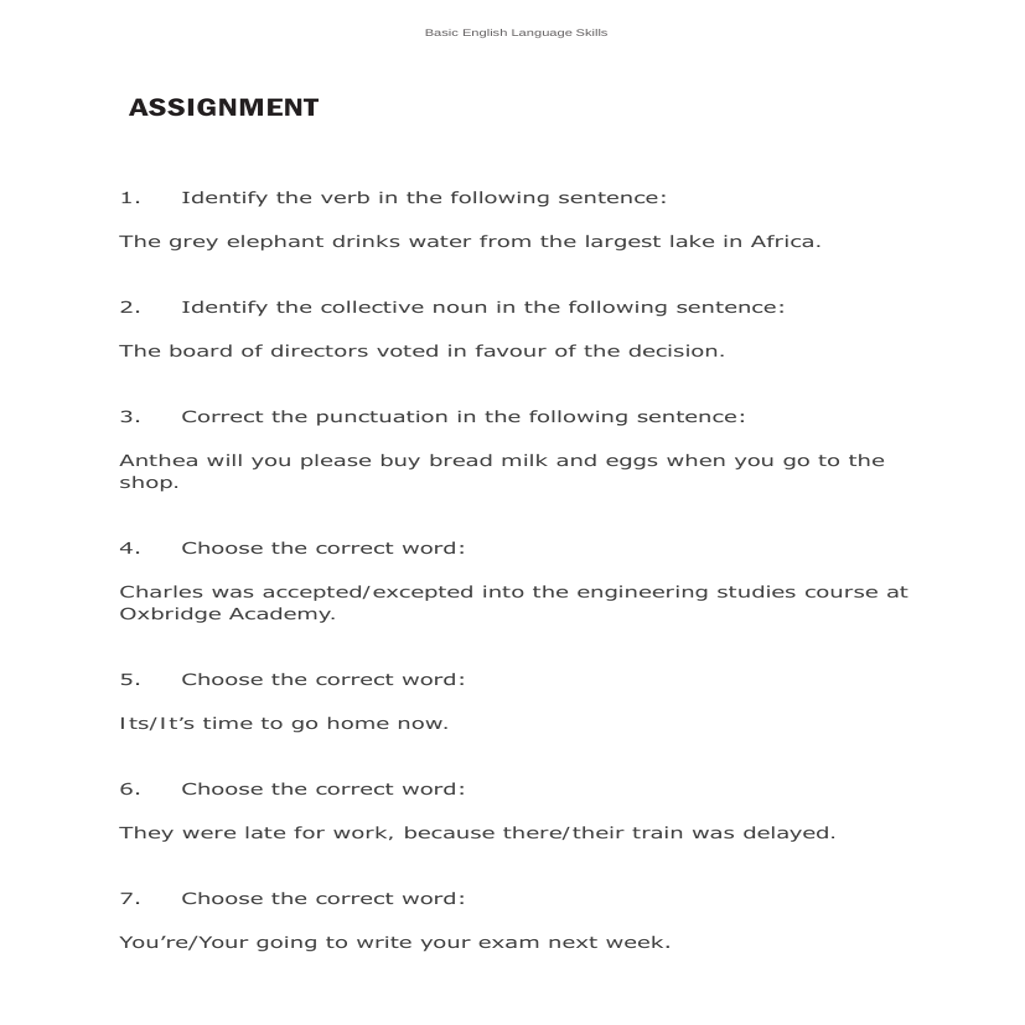 Basic English Language Skills
ASSIGNMENT
1. Identify the verb in the following sentence:
The grey elephant drinks water from the largest lake in Africa.
2. Identify the collective noun in the following sentence:
The board of directors voted in favour of the decision.
3. Correct the punctuation in the following sentence:
Anthea will you please buy bread milk and eggs when you go to the
shop.
4. Choose the correct word:
Charles was accepted/excepted into the engineering studies course at
Oxbridge Academy.
5. Choose the correct word:
Its/It’s time to go home now.
6. Choose the correct word:
They were late for work, because there/their train was delayed.
7. Choose the correct word:
You’re/Your going to write your exam next week.